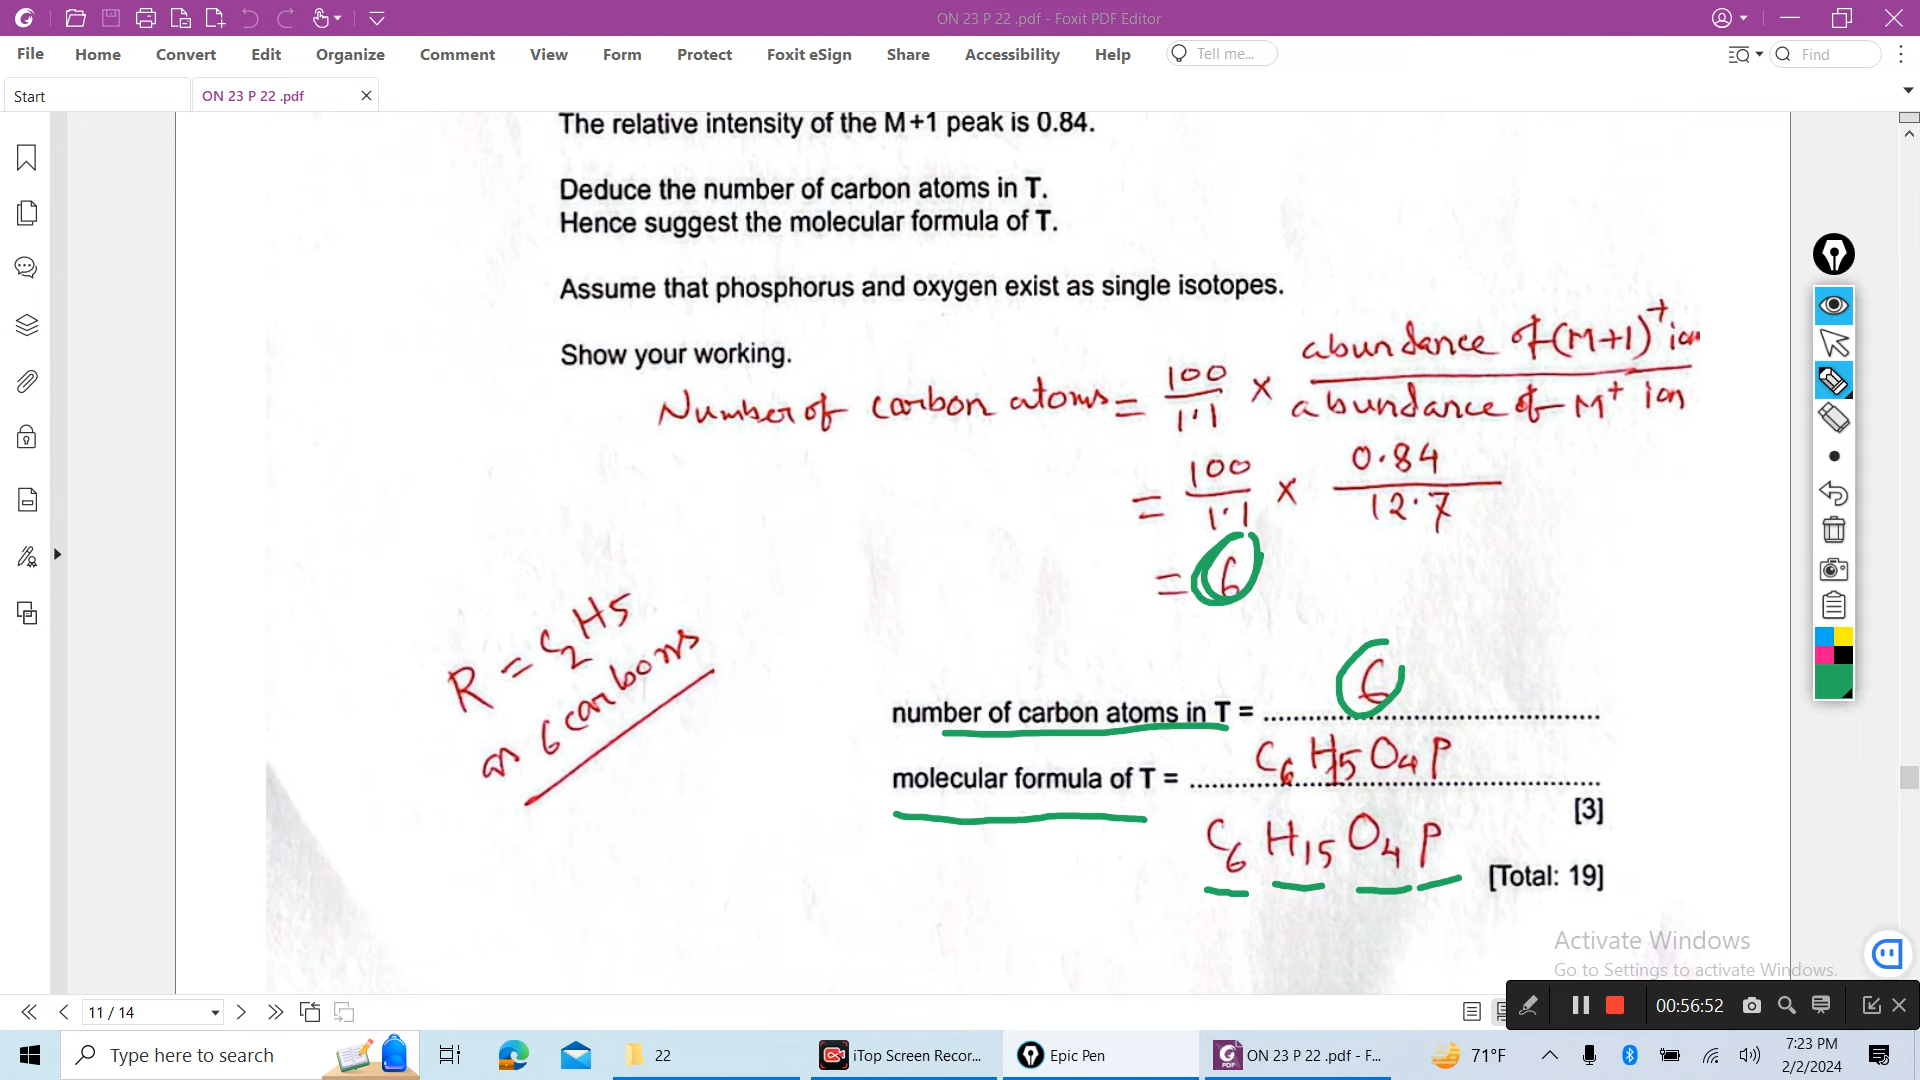 ON 23 P 22 .pdf - Foxit PDF Editor
File Home Convert Edit Organize Comment View Form Protect Foxit eSign Share Accessibility Help Tell me... Find
Start ON 23 P 22 .pdf
The relative intensity of the M+1 peak is 0.84.
Deduce the number of carbon atoms in T.
Hence suggest the molecular formula of T.
Assume that phosphorus and oxygen exist as single isotopes.
Show your working.
Number of carbon atoms = 100/1.1 × abundance of (M+1)⁺ ion / abundance of M⁺ ion
= 100/1.1 × 0.84/12.7
= 6
R = C₂H5
as 6 carbons
number of carbon atoms in T = 6
molecular formula of T = C₆H₁₅O₄P
[3]
C₆H₁₅O₄P
[Total: 19]
Activate Windows
Go to Settings to activate Windows.
11 / 14
00:56:52
Type here to search 22 iTop Screen Recor... Epic Pen ON 23 P 22 .pdf - F... 71°F 7:23 PM
2/2/2024